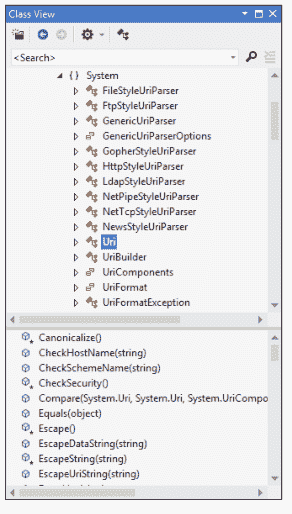 Class View
<Search>
{ } System
FileStyleUriParser
FtpStyleUriParser
GenericUriParser
GenericUriParserOptions
GopherStyleUriParser
HttpStyleUriParser
LdapStyleUriParser
NetPipeStyleUriParser
NetTcpStyleUriParser
NewsStyleUriParser
Uri
UriBuilder
UriComponents
UriFormat
UriFormatException
Canonicalize()
CheckHostName(string)
CheckSchemeName(string)
CheckSecurity()
Compare(System.Uri, System.Uri, System.UriCompo
Equals(object)
Escape()
EscapeDataString(string)
EscapeString(string)
EscapeUriString(string)